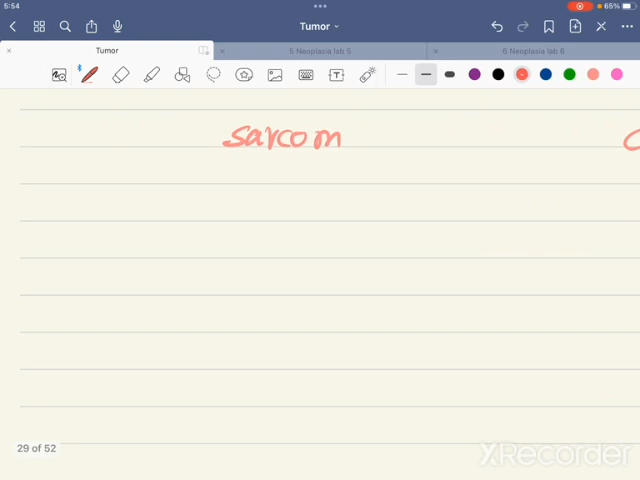 5:54
65%
Tumor
Tumor
5 Neoplasia lab 5
6 Neoplasia lab 6
sarcom
29 of 52
XRecorder